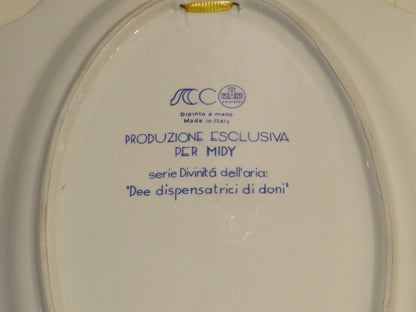 Dipinto a mano
Made in Italy
PRODUZIONE ESCLUSIVA
PER MIDY
serie Divinitá dell'aria:
"Dee dispensatrici di doni"